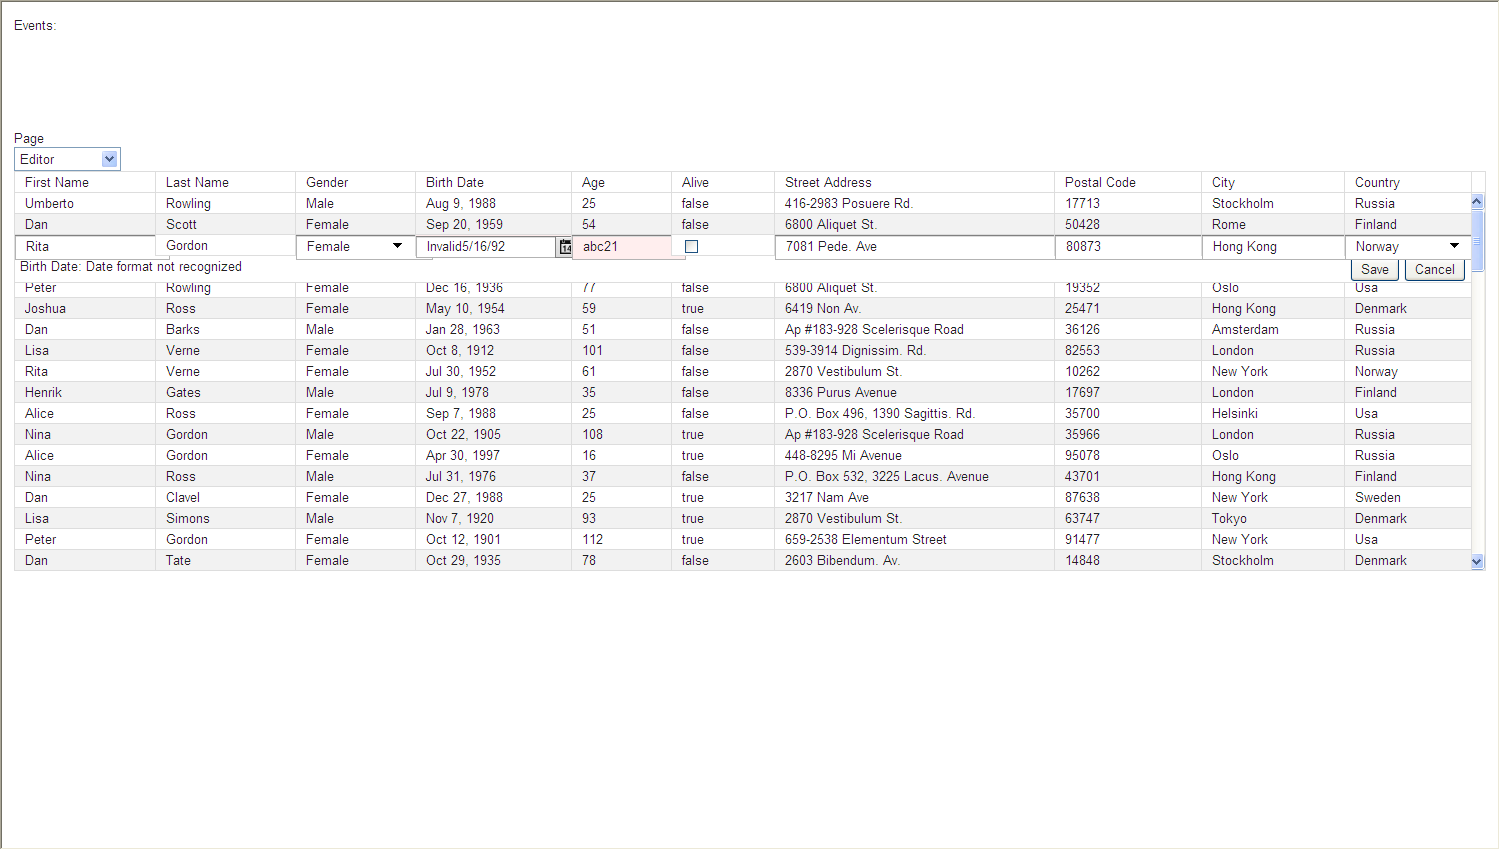 Events:
Page
Editor
First Name Last Name Gender Birth Date Age Alive Street Address Postal Code City Country
Umberto Rowling Male Aug 9, 1988 25 false 416-2983 Posuere Rd. 17713 Stockholm Russia
Dan Scott Female Sep 20, 1959 54 false 6800 Aliquet St. 50428 Rome Finland
Rita Gordon Female Invalid5/16/92 14 abc21 7081 Pede. Ave 80873 Hong Kong Norway
Birth Date: Date format not recognized Save Cancel
Peter Rowling Female Dec 16, 1936 77 false 6800 Aliquet St. 19352 Oslo Usa
Joshua Ross Female May 10, 1954 59 true 6419 Non Av. 25471 Hong Kong Denmark
Dan Barks Male Jan 28, 1963 51 false Ap #183-928 Scelerisque Road 36126 Amsterdam Russia
Lisa Verne Female Oct 8, 1912 101 false 539-3914 Dignissim. Rd. 82553 London Russia
Rita Verne Female Jul 30, 1952 61 false 2870 Vestibulum St. 10262 New York Norway
Henrik Gates Male Jul 9, 1978 35 false 8336 Purus Avenue 17697 London Finland
Alice Ross Female Sep 7, 1988 25 false P.O. Box 496, 1390 Sagittis. Rd. 35700 Helsinki Usa
Nina Gordon Male Oct 22, 1905 108 true Ap #183-928 Scelerisque Road 35966 London Russia
Alice Gordon Female Apr 30, 1997 16 true 448-8295 Mi Avenue 95078 Oslo Russia
Nina Ross Male Jul 31, 1976 37 false P.O. Box 532, 3225 Lacus. Avenue 43701 Hong Kong Finland
Dan Clavel Female Dec 27, 1988 25 true 3217 Nam Ave 87638 New York Sweden
Lisa Simons Male Nov 7, 1920 93 true 2870 Vestibulum St. 63747 Tokyo Denmark
Peter Gordon Female Oct 12, 1901 112 true 659-2538 Elementum Street 91477 New York Usa
Dan Tate Female Oct 29, 1935 78 false 2603 Bibendum. Av. 14848 Stockholm Denmark